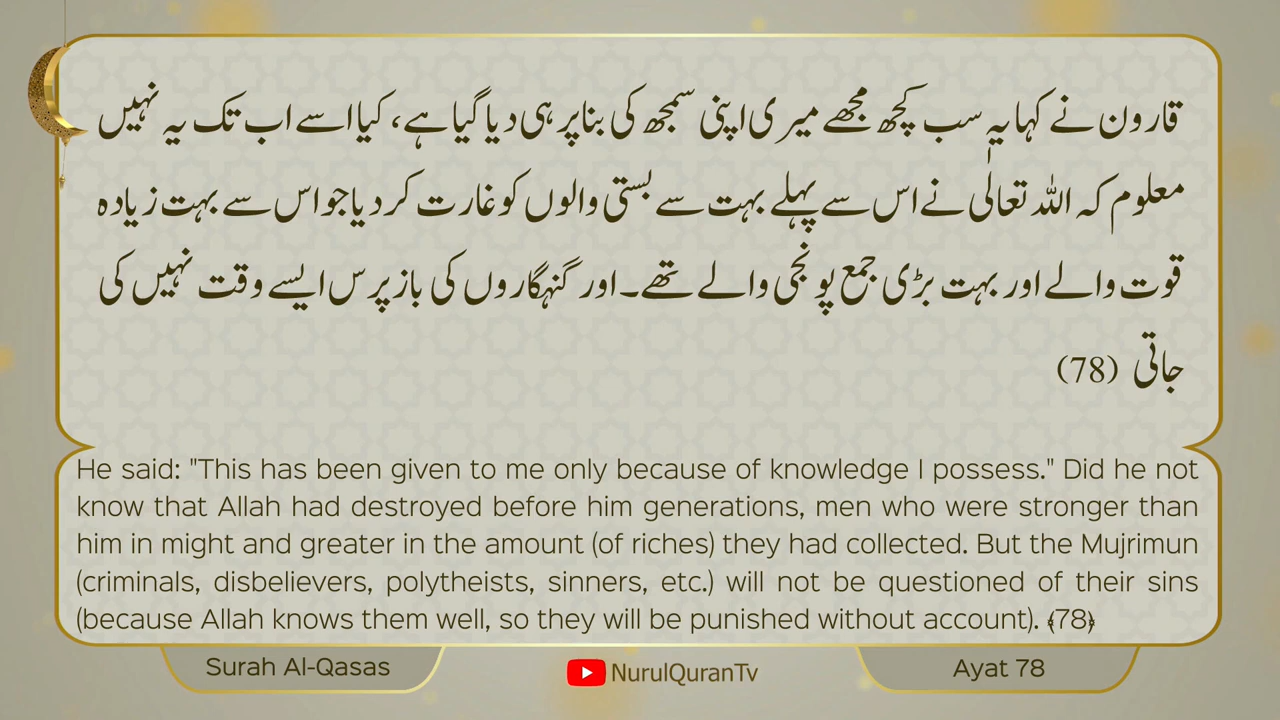 قارون نے کہا یہ سب کچھ مجھے میری اپنی سمجھ کی بنا پر ہی دیا گیا ہے، کیا اسے اب تک یہ نہیں
معلوم کہ اللہ تعالٰی نے اس سے پہلے بہت سے بستی والوں کو غارت کر دیا جو اس سے بہت زیادہ
قوت والے اور بہت بڑی جمع پونجی والے تھے۔ اور گنہگاروں کی باز پرس ایسے وقت نہیں کی
جاتی (78)
He said: "This has been given to me only because of knowledge I possess." Did he not
know that Allah had destroyed before him generations, men who were stronger than
him in might and greater in the amount (of riches) they had collected. But the Mujrimun
(criminals, disbelievers, polytheists, sinners, etc.) will not be questioned of their sins
(because Allah knows them well, so they will be punished without account). ﴾78﴿
Surah Al-Qasas
NurulQuranTv
Ayat 78